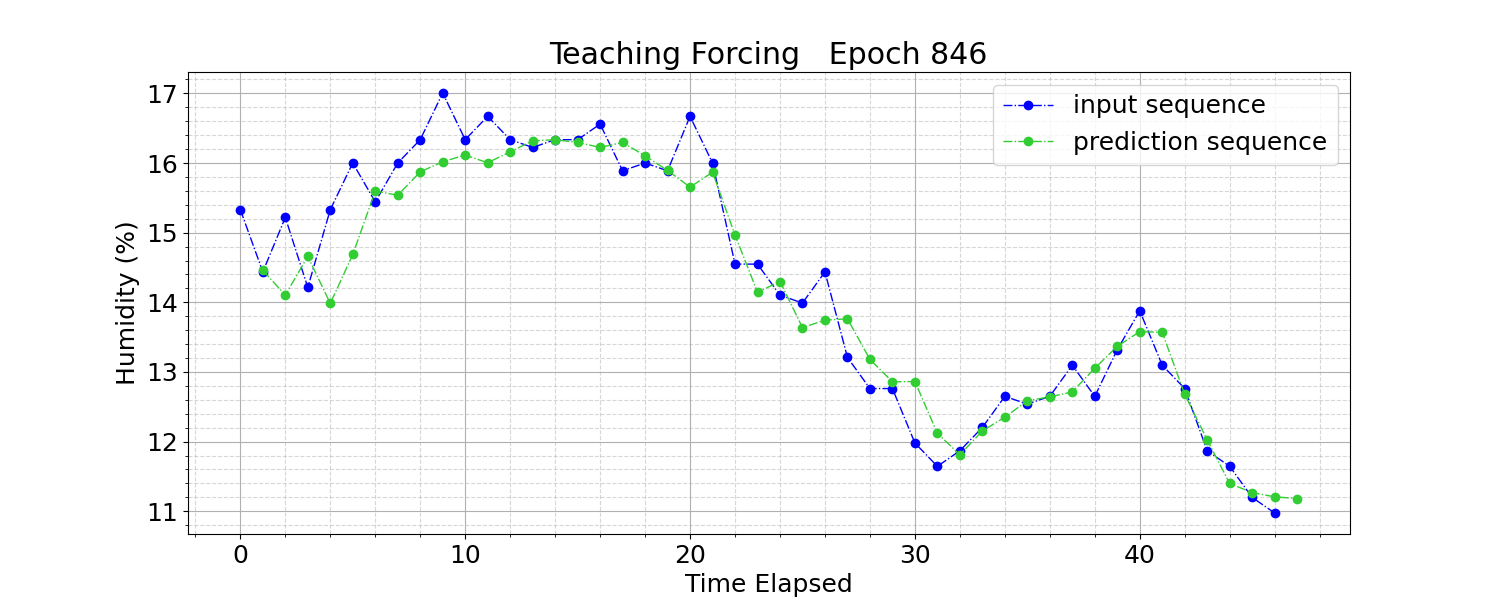 Teaching Forcing   Epoch 846
input sequence
prediction sequence
Humidity (%)
17
16
15
14
13
12
11
0 10 20 30 40
Time Elapsed